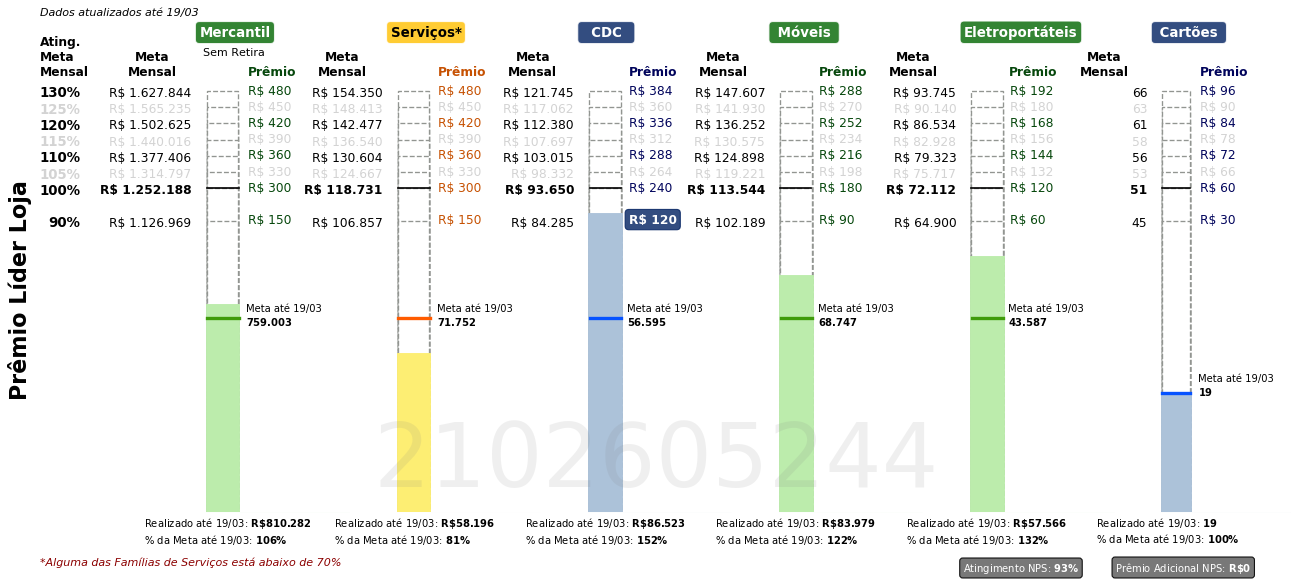 Dados atualizados até 19/03
Mercantil Serviços* CDC Móveis Eletroportáteis Cartões
Sem Retira
Ating. Meta Mensal Meta Mensal Prêmio Meta Mensal Prêmio Meta Mensal Prêmio Meta Mensal Prêmio Meta Mensal Prêmio Meta Mensal Prêmio
130% R$ 1.627.844 R$ 480 R$ 154.350 R$ 480 R$ 121.745 R$ 384 R$ 147.607 R$ 288 R$ 93.745 R$ 192 66 R$ 96
125% R$ 1.565.235 R$ 450 R$ 148.413 R$ 450 R$ 117.062 R$ 360 R$ 141.930 R$ 270 R$ 90.140 R$ 180 63 R$ 90
120% R$ 1.502.625 R$ 420 R$ 142.477 R$ 420 R$ 112.380 R$ 336 R$ 136.252 R$ 252 R$ 86.534 R$ 168 61 R$ 84
115% R$ 1.440.016 R$ 390 R$ 136.540 R$ 390 R$ 107.697 R$ 312 R$ 130.575 R$ 234 R$ 82.928 R$ 156 58 R$ 78
110% R$ 1.377.406 R$ 360 R$ 130.604 R$ 360 R$ 103.015 R$ 288 R$ 124.898 R$ 216 R$ 79.323 R$ 144 56 R$ 72
105% R$ 1.314.797 R$ 330 R$ 124.667 R$ 330 R$ 98.332 R$ 264 R$ 119.221 R$ 198 R$ 75.717 R$ 132 53 R$ 66
100% R$ 1.252.188 R$ 300 R$ 118.731 R$ 300 R$ 93.650 R$ 240 R$ 113.544 R$ 180 R$ 72.112 R$ 120 51 R$ 60
90% R$ 1.126.969 R$ 150 R$ 106.857 R$ 150 R$ 84.285 R$ 120 R$ 102.189 R$ 90 R$ 64.900 R$ 60 45 R$ 30
Prêmio Líder Loja
Meta até 19/03 Meta até 19/03 Meta até 19/03 Meta até 19/03 Meta até 19/03
759.003 71.752 56.595 68.747 43.587
Meta até 19/03
19
2102605244
Realizado até 19/03: R$810.282 Realizado até 19/03: R$58.196 Realizado até 19/03: R$86.523 Realizado até 19/03: R$83.979 Realizado até 19/03: R$57.566 Realizado até 19/03: 19
% da Meta até 19/03: 106% % da Meta até 19/03: 81% % da Meta até 19/03: 152% % da Meta até 19/03: 122% % da Meta até 19/03: 132% % da Meta até 19/03: 100%
*Alguma das Famílias de Serviços está abaixo de 70%
Atingimento NPS: 93% Prêmio Adicional NPS: R$0